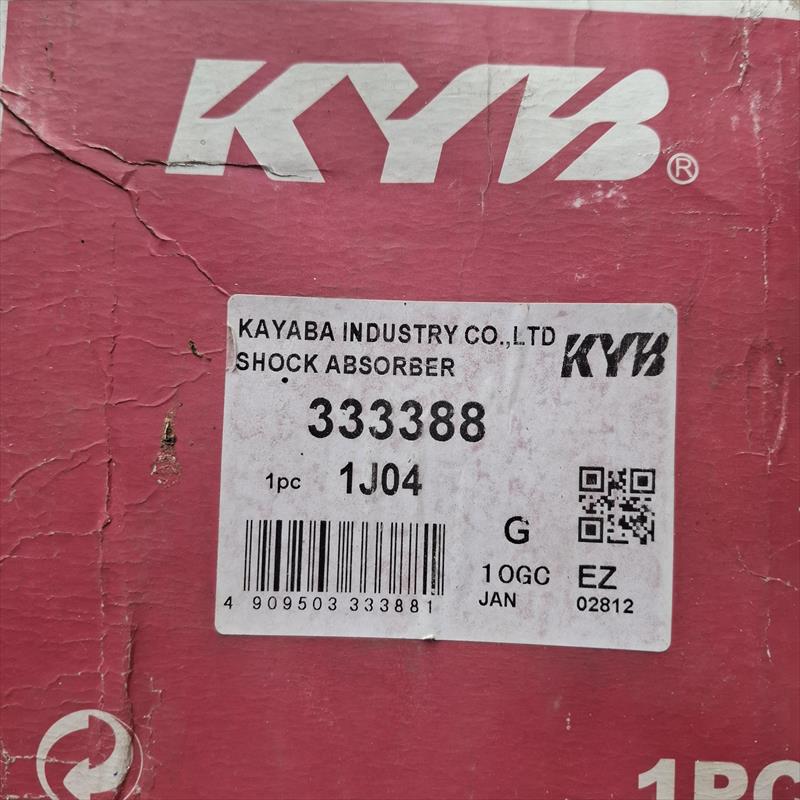 KYB®
KAYABA INDUSTRY CO.,LTD KYB
SHOCK ABSORBER
333388
1pc 1J04
G
10GC EZ
4 909503 333881 JAN 02812
1PC